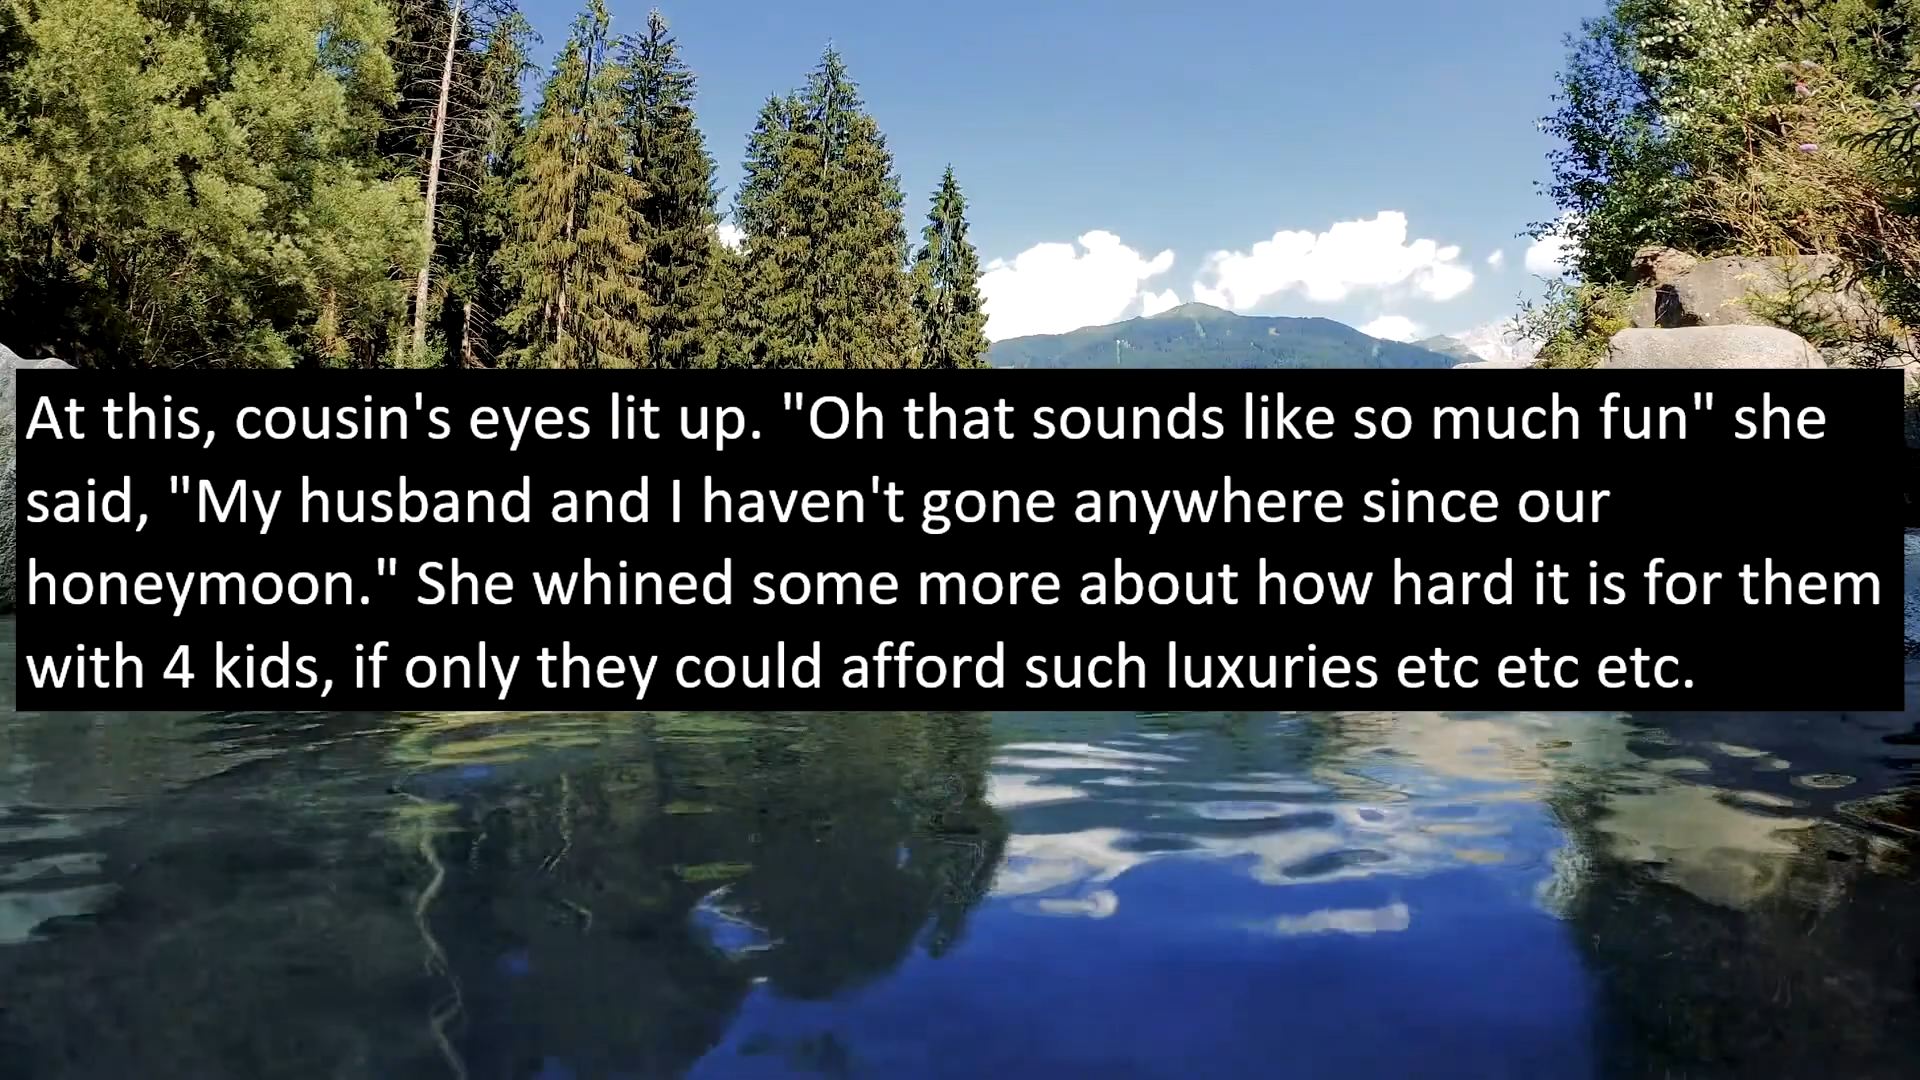 At this, cousin's eyes lit up. "Oh that sounds like so much fun" she
said, "My husband and I haven't gone anywhere since our
honeymoon." She whined some more about how hard it is for them
with 4 kids, if only they could afford such luxuries etc etc etc.